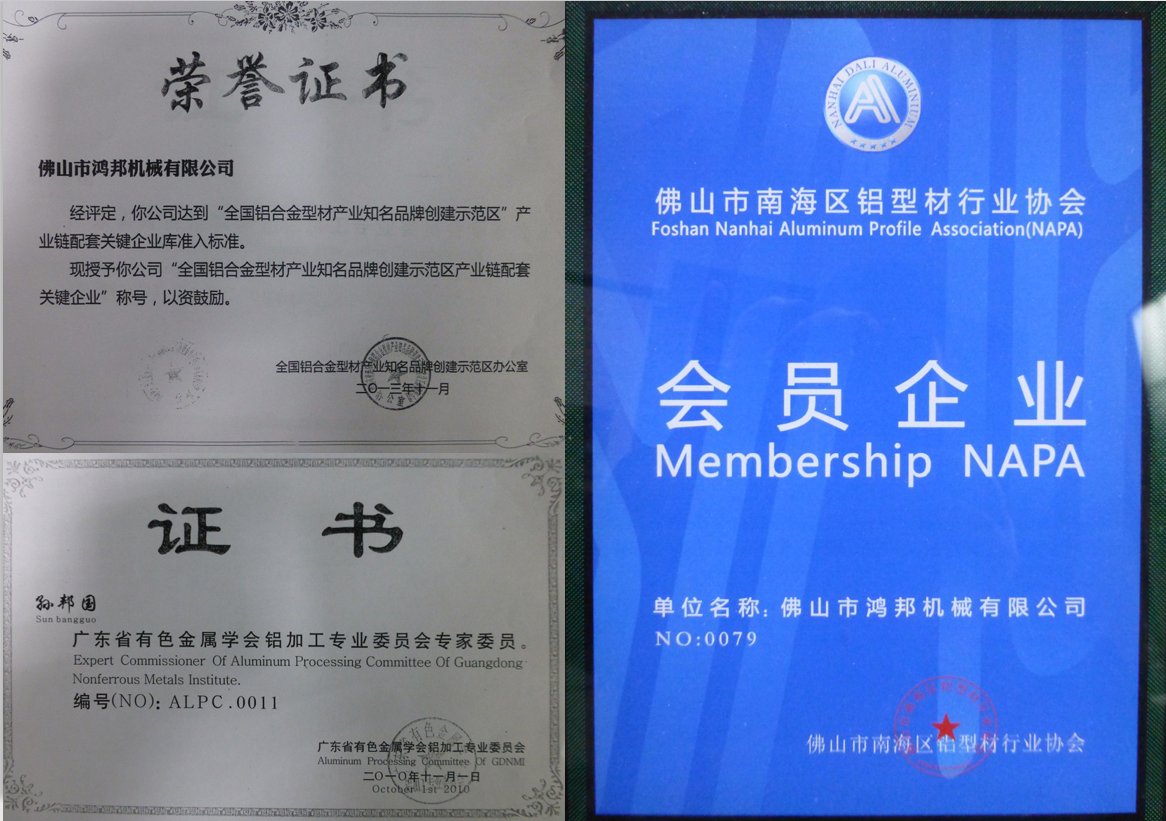 荣誉证书
佛山市鸿邦机械有限公司
经评定，你公司达到“全国铝合金型材产业知名品牌创建示范区”产
业链配套关键企业库准入标准。
现授予你公司“全国铝合金型材产业知名品牌创建示范区产业链配套
关键企业”称号，以资鼓励。
全国铝合金型材产业知名品牌创建示范区办公室
二〇一三年十一月
证 书
孙邦国
Sun bangguo
广东省有色金属学会铝加工专业委员会专家委员。
Expert Commissioner Of Aluminum Processing Committee Of Guangdong
Nonferrous Metals Institute.
编号(NO)：ALPC.0011
广东省有色金属学会铝加工专业委员会
Aluminum Processing Committee Of GDNMI
二〇一〇年十一月一日
October 1st 2010
NANHAI DALI ALUMINUM
佛山市南海区铝型材行业协会
Foshan Nanhai Aluminum Profile Association(NAPA)
会员企业
Membership NAPA
单位名称：佛山市鸿邦机械有限公司
NO:0079
佛山市南海区铝型材行业协会